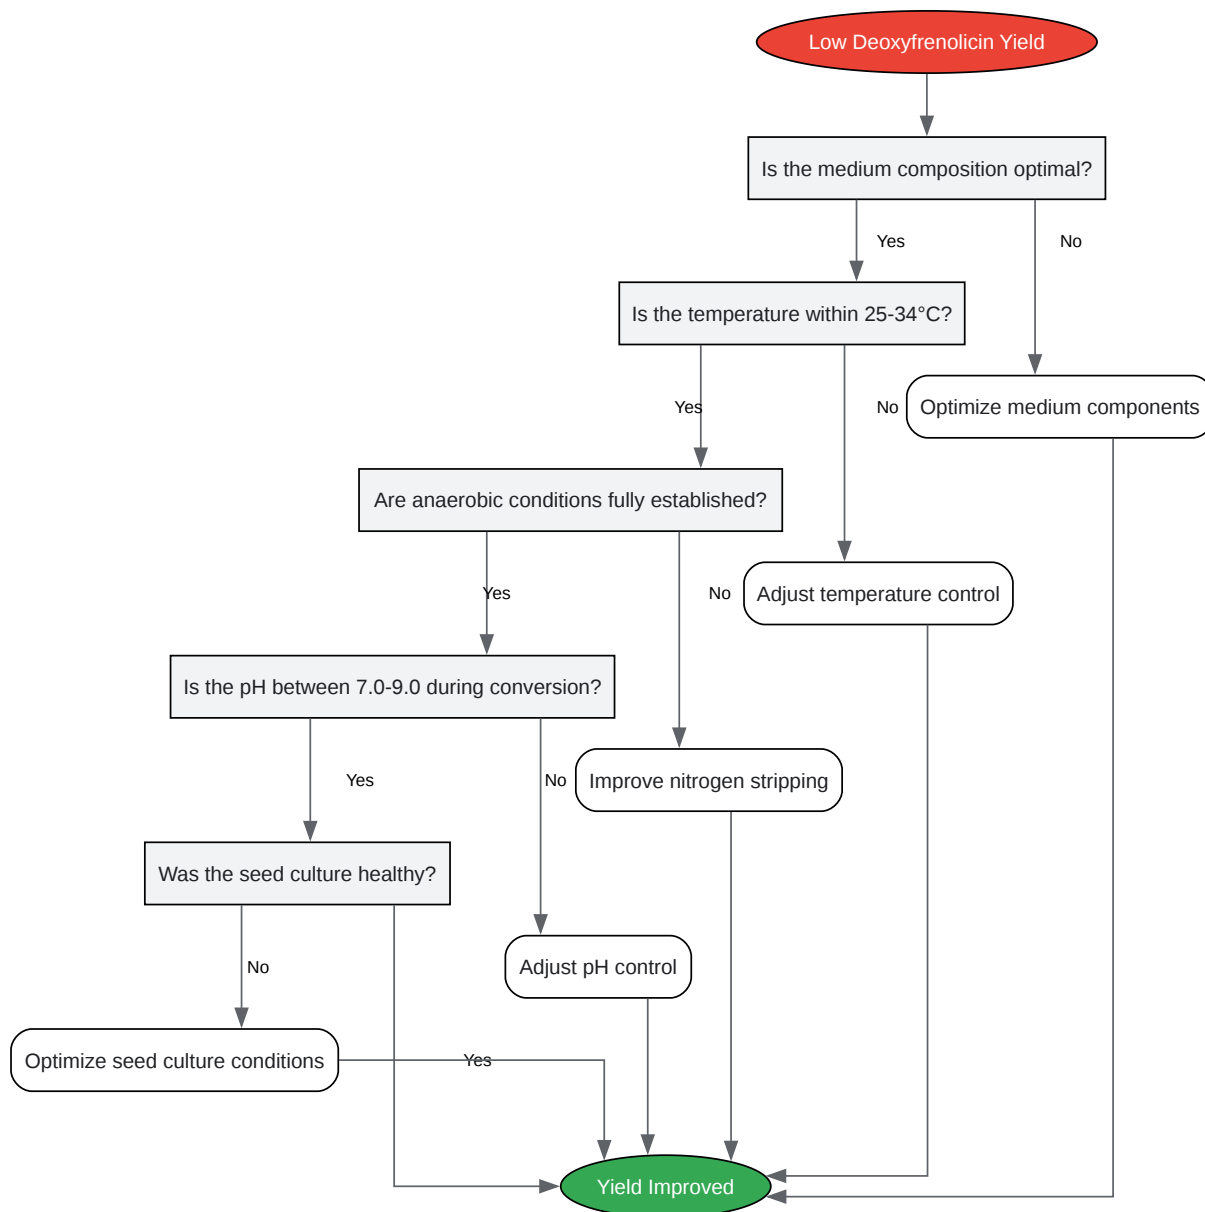 Low Deoxyfrenolicin Yield
Is the medium composition optimal?
Yes
No
Is the temperature within 25-34°C?
Yes
No
Optimize medium components
Are anaerobic conditions fully established?
Yes
No
Adjust temperature control
Is the pH between 7.0-9.0 during conversion?
Yes
No
Improve nitrogen stripping
Was the seed culture healthy?
No
Adjust pH control
Optimize seed culture conditions
Yes
Yield Improved